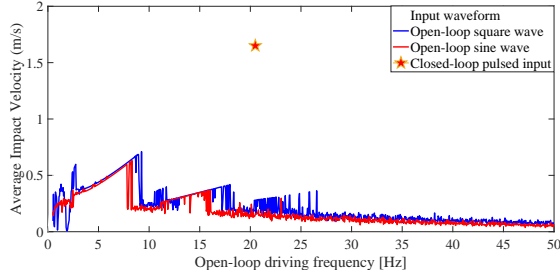 Average Impact Velocity (m/s)
2
1.5
1
0.5
0
Input waveform
Open-loop square wave
Open-loop sine wave
Closed-loop pulsed input
0 5 10 15 20 25 30 35 40 45 50
Open-loop driving frequency [Hz]